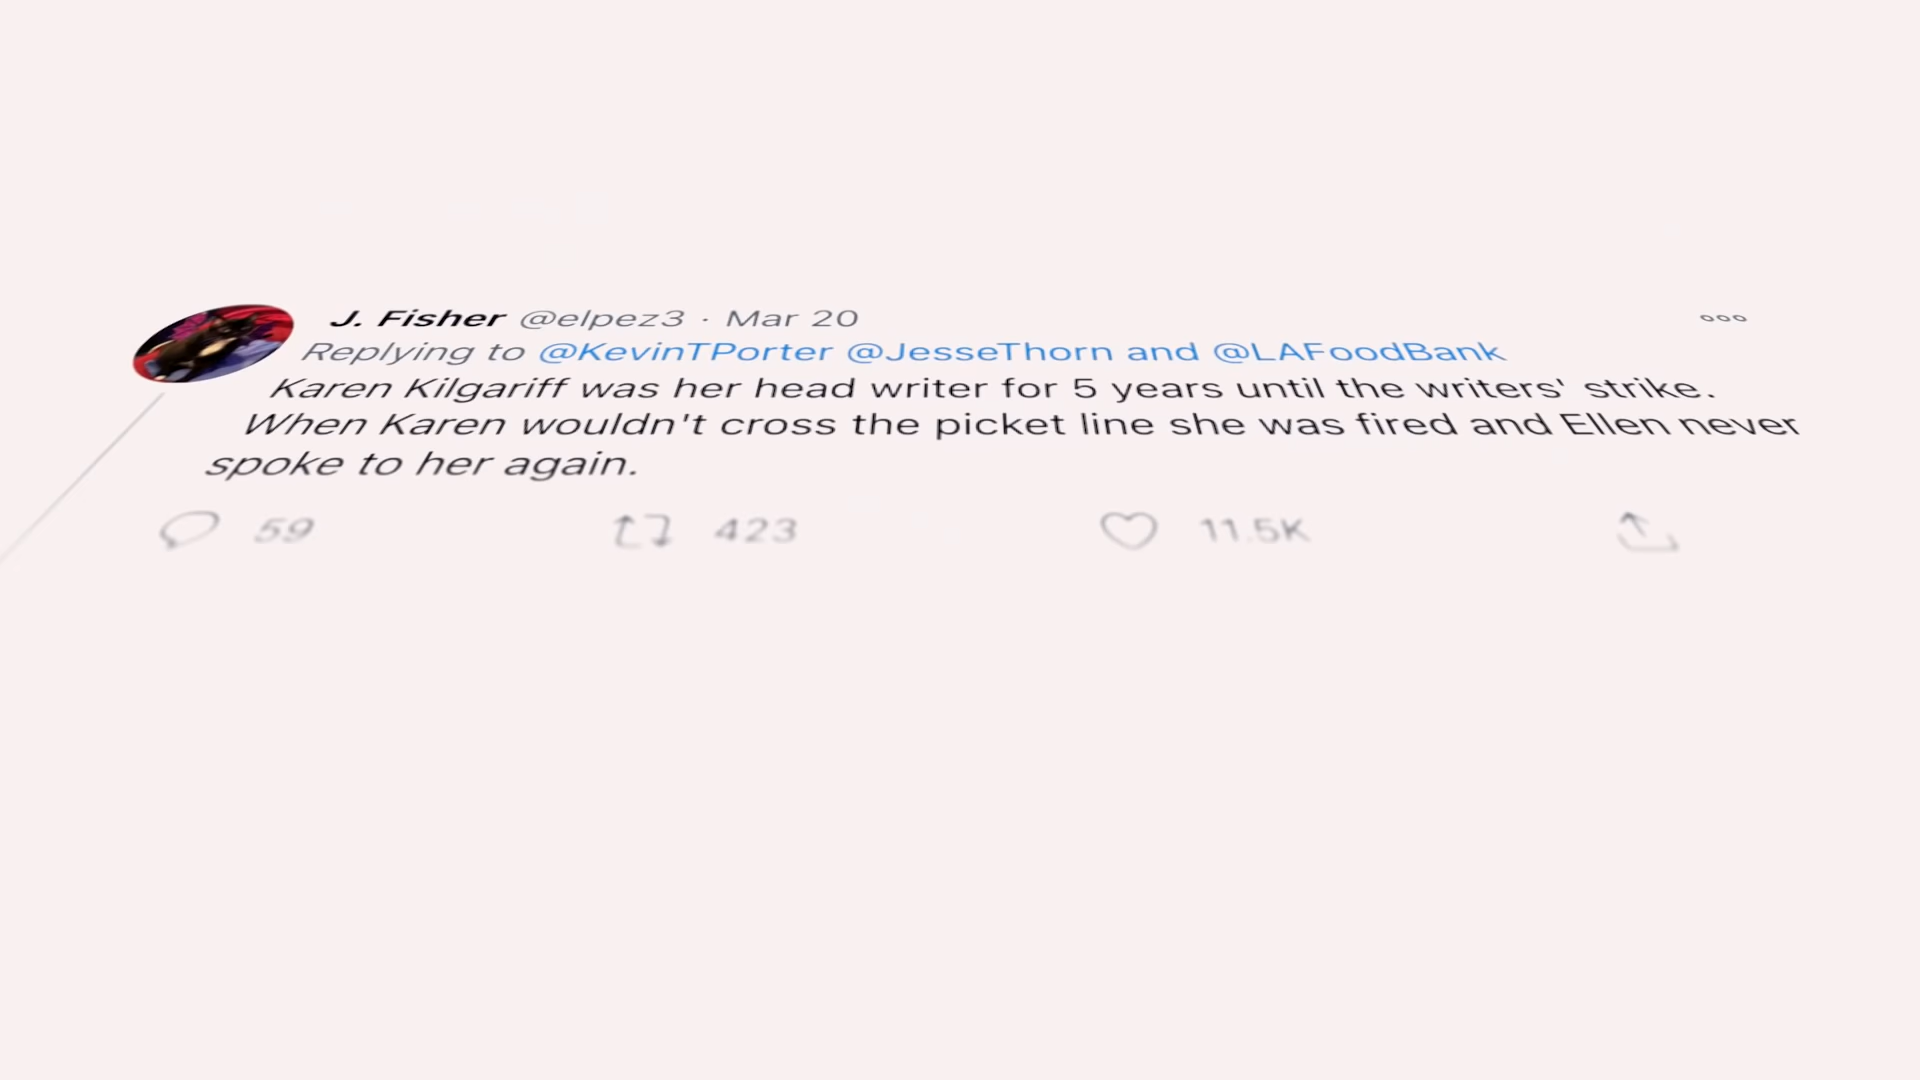 J. Fisher @elpez3 · Mar 20
Replying to @KevinTPorter @JesseThorn and @LAFoodBank
Karen Kilgariff was her head writer for 5 years until the writers' strike.
When Karen wouldn't cross the picket line she was fired and Ellen never
spoke to her again.
59 423 11.5K